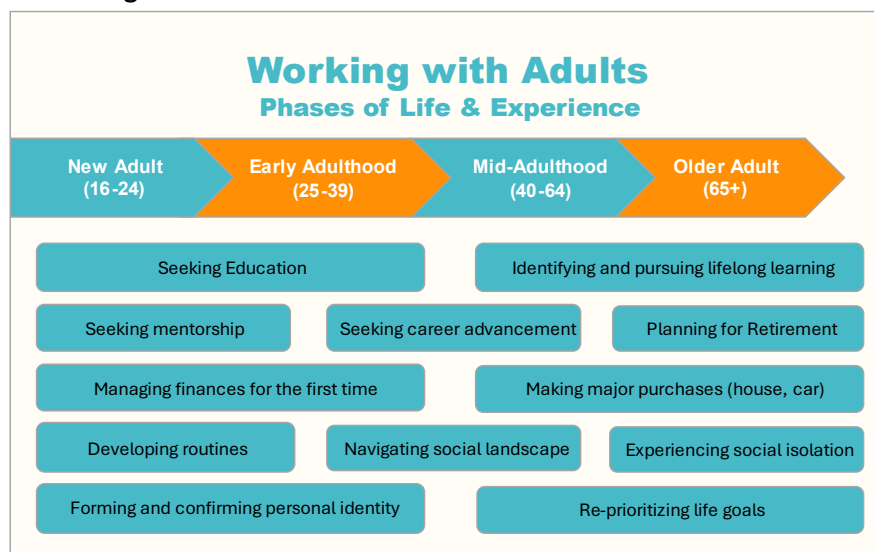 Working with Adults
Phases of Life & Experience
New Adult
(16-24)
Early Adulthood
(25-39)
Mid-Adulthood
(40-64)
Older Adult
(65+)
Seeking Education
Identifying and pursuing lifelong learning
Seeking mentorship
Seeking career advancement
Planning for Retirement
Managing finances for the first time
Making major purchases (house, car)
Developing routines
Navigating social landscape
Experiencing social isolation
Forming and confirming personal identity
Re-prioritizing life goals